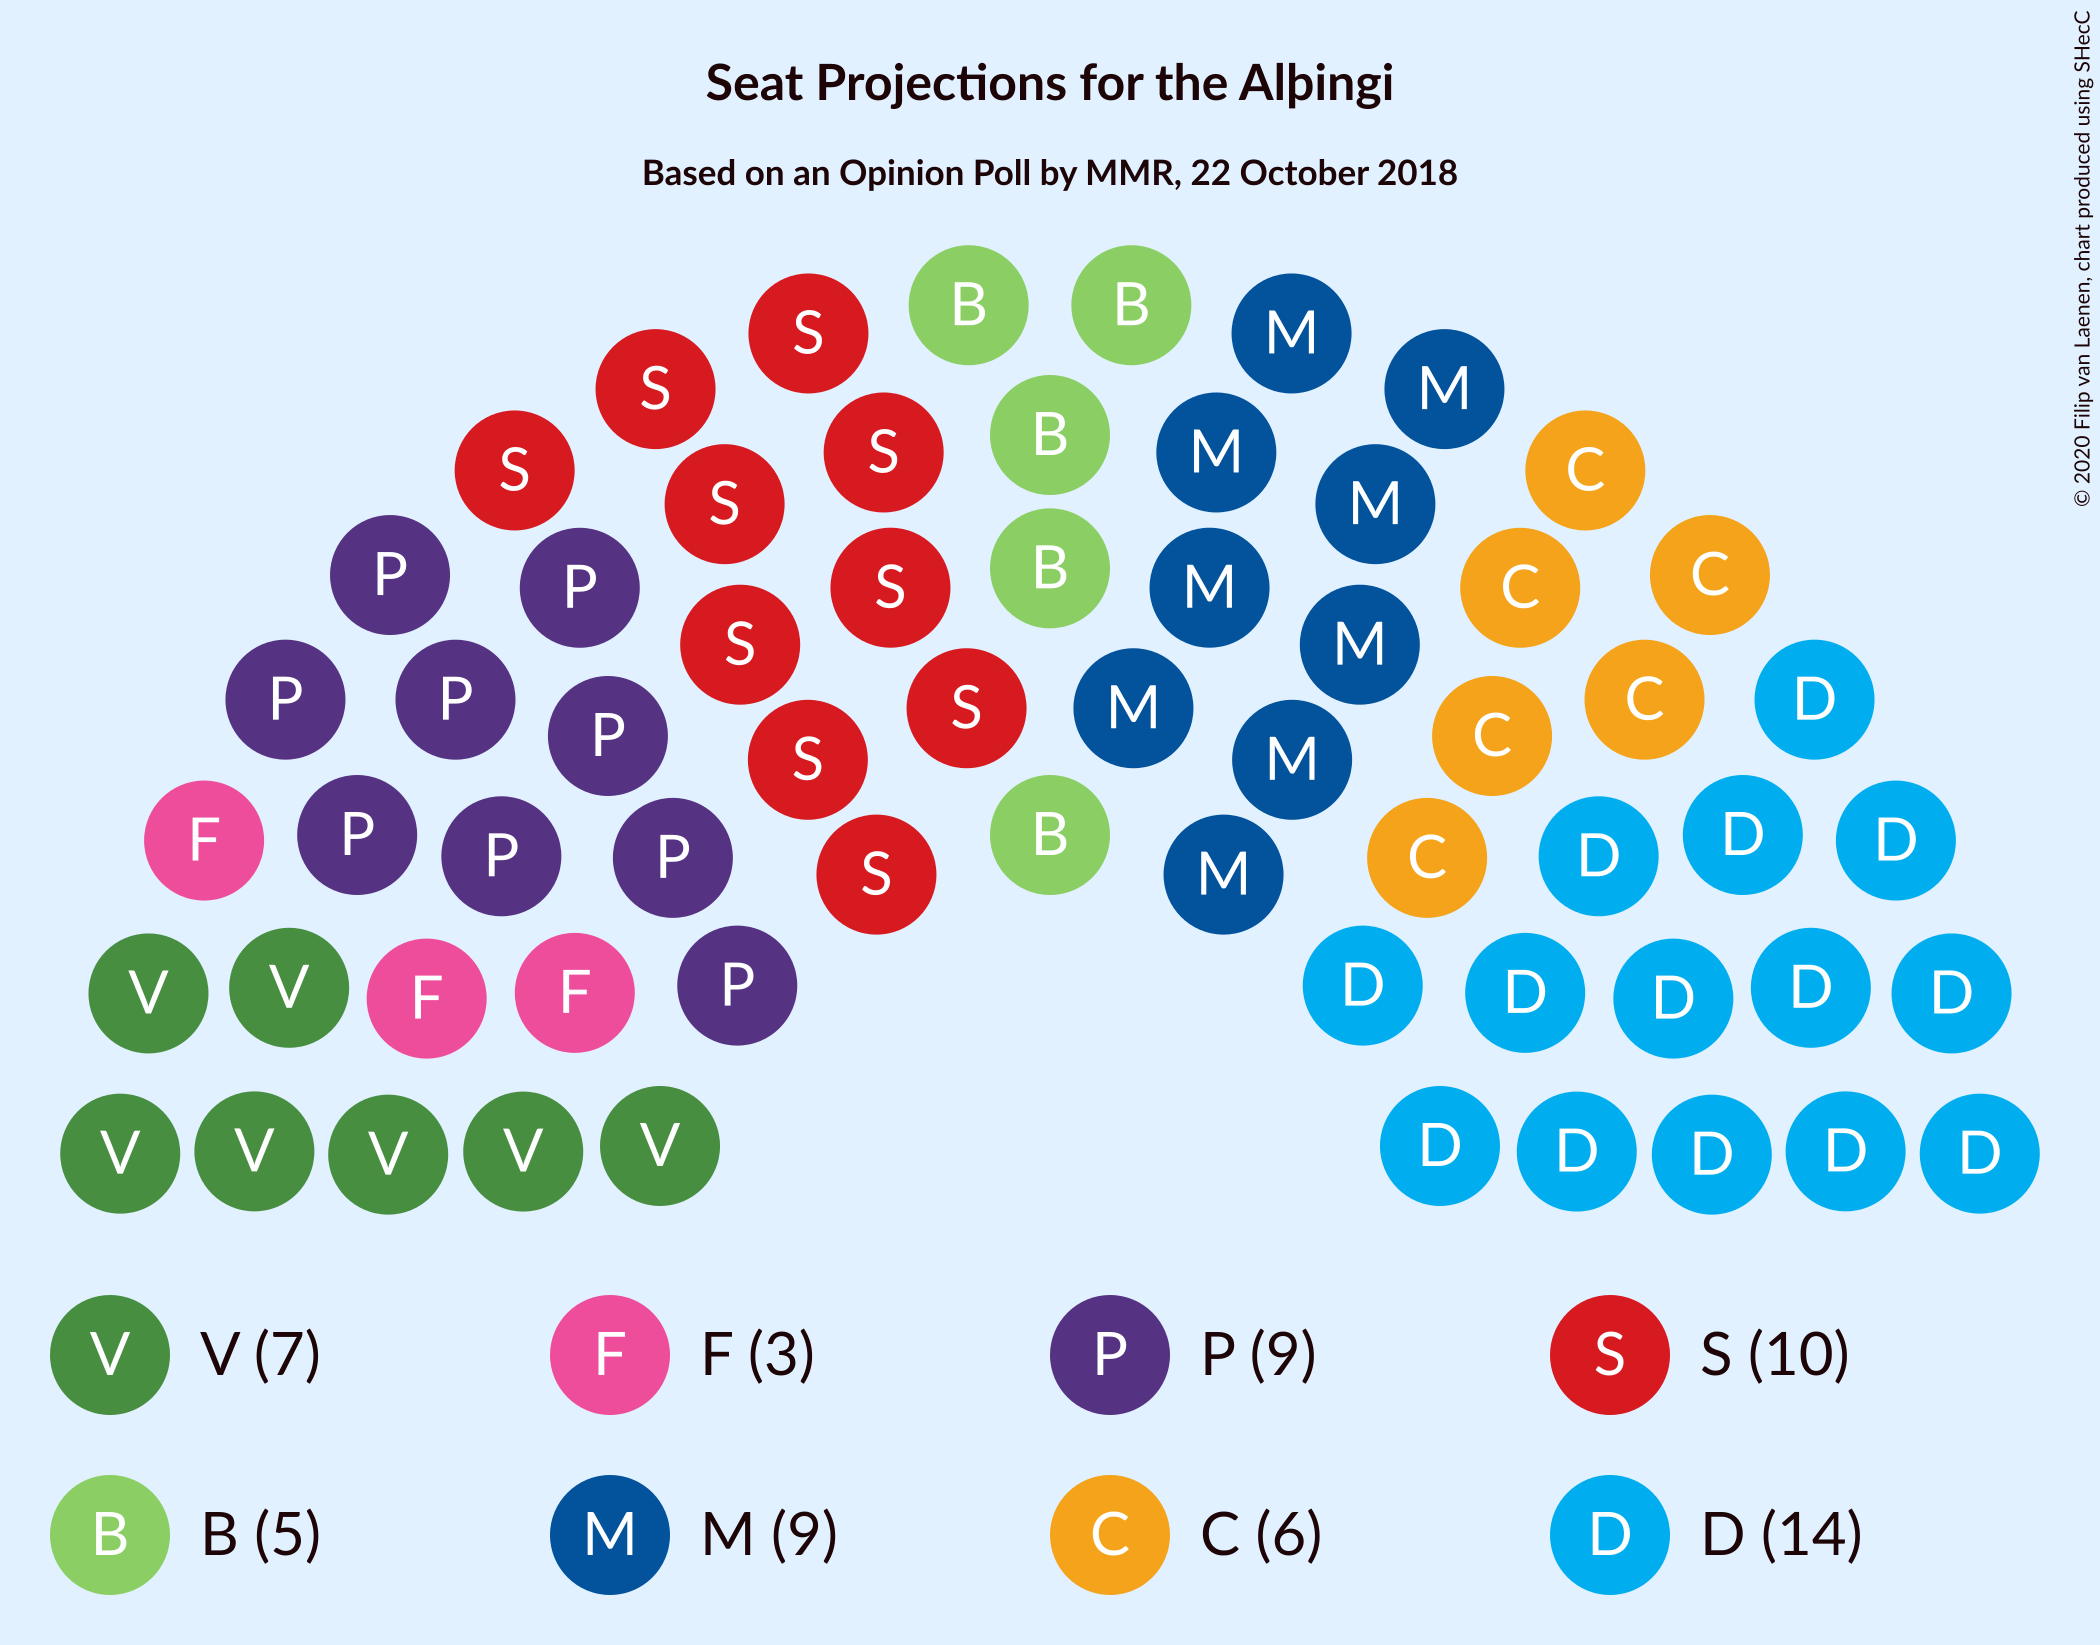 Seat Projections for the Alþingi
Based on an Opinion Poll by MMR, 22 October 2018
© 2020 Filip van Laenen, chart produced using SHecC
B B
S M
S M
B
S M
S C
S M
B
P C
P S M C
S M
P P C D
S M
P C
S M
F P D D
P D
P C
S B M
V V D D
F F P D D D
V V V V V D D D D D
V V (7) F F (3) P P (9) S S (10)
B B (5) M M (9) C C (6) D D (14)